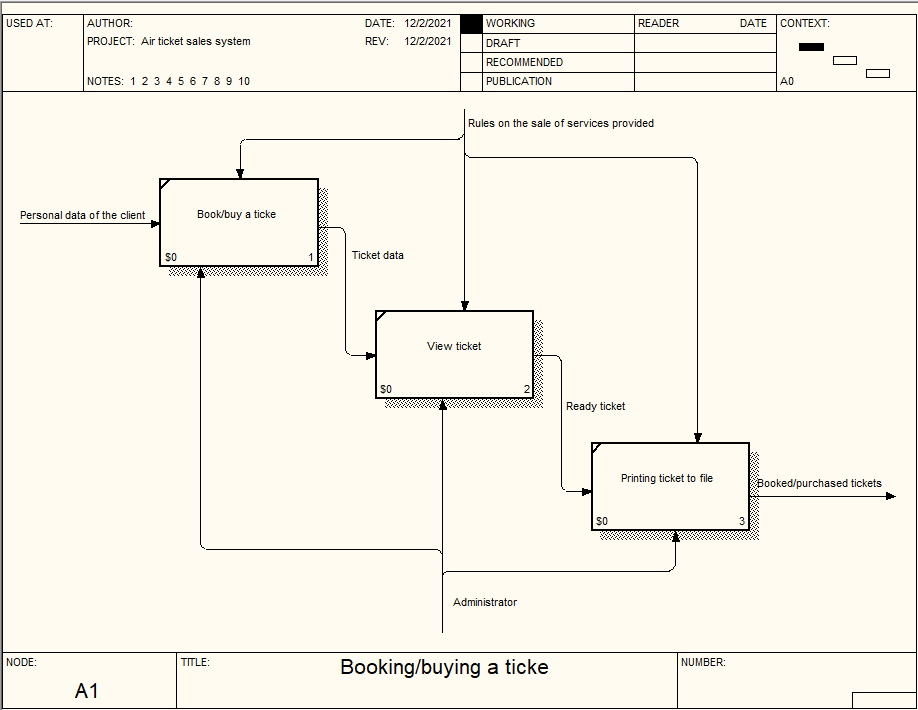 USED AT:
AUTHOR:
DATE: 12/2/2021
PROJECT: Air ticket sales system
REV: 12/2/2021
NOTES: 1 2 3 4 5 6 7 8 9 10
WORKING
DRAFT
RECOMMENDED
PUBLICATION
READER DATE
CONTEXT:
A0
Rules on the sale of services provided
Personal data of the client
Book/buy a ticke
$0 1
Ticket data
View ticket
$0 2
Ready ticket
Printing ticket to file
$0 3
Booked/purchased tickets
Administrator
NODE:
A1
TITLE:
Booking/buying a ticke
NUMBER: